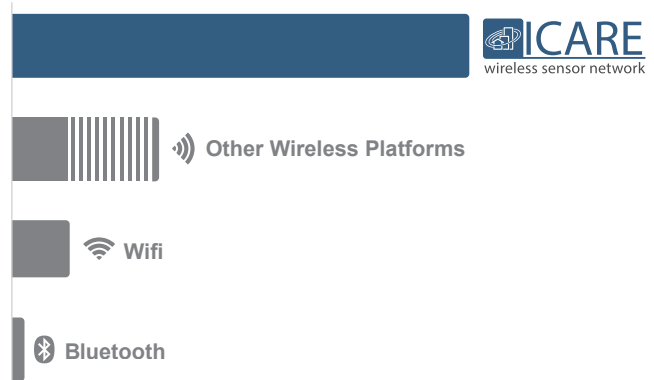 ICARE
wireless sensor network
Other Wireless Platforms
Wifi
Bluetooth